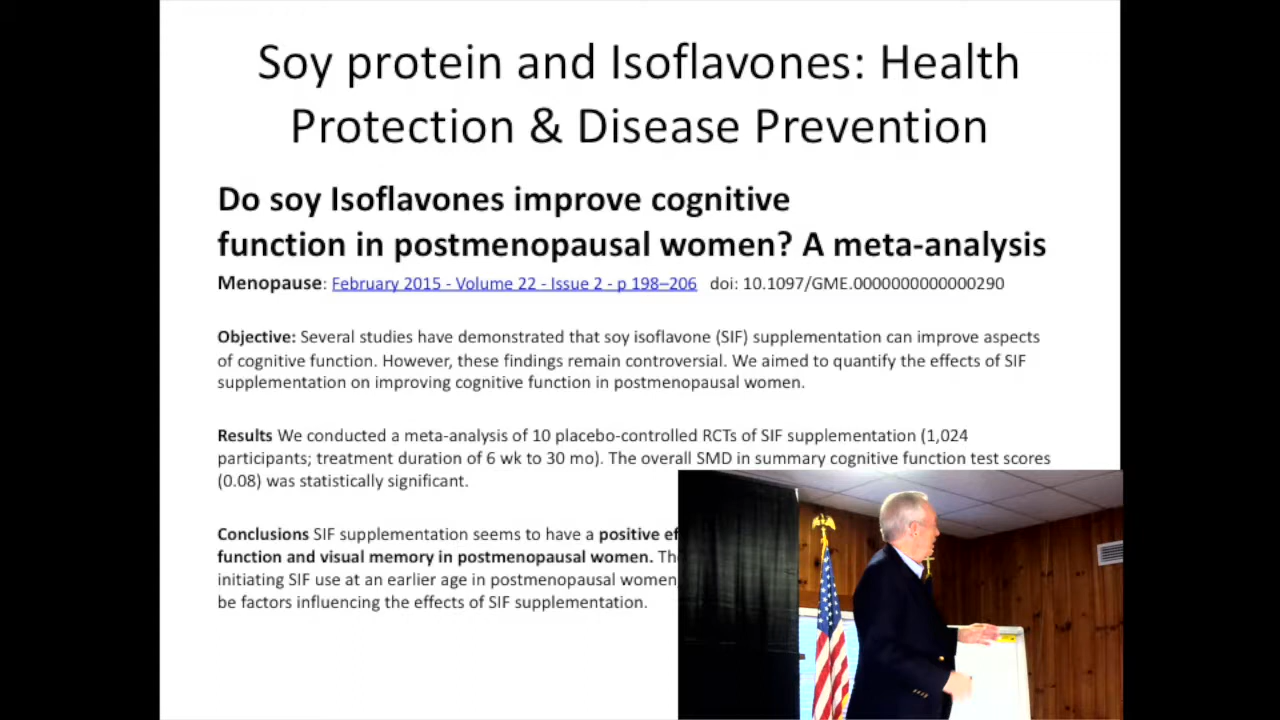 Soy protein and Isoflavones: Health
Protection & Disease Prevention
Do soy Isoflavones improve cognitive
function in postmenopausal women? A meta-analysis
Menopause: February 2015 - Volume 22 - Issue 2 - p 198–206 doi: 10.1097/GME.0000000000000290
Objective: Several studies have demonstrated that soy isoflavone (SIF) supplementation can improve aspects
of cognitive function. However, these findings remain controversial. We aimed to quantify the effects of SIF
supplementation on improving cognitive function in postmenopausal women.
Results We conducted a meta-analysis of 10 placebo-controlled RCTs of SIF supplementation (1,024
participants; treatment duration of 6 wk to 30 mo). The overall SMD in summary cognitive function test scores
(0.08) was statistically significant.
Conclusions SIF supplementation seems to have a positive
function and visual memory in postmenopausal women.
initiating SIF use at an earlier age in postmenopausal women
be factors influencing the effects of SIF supplementation.